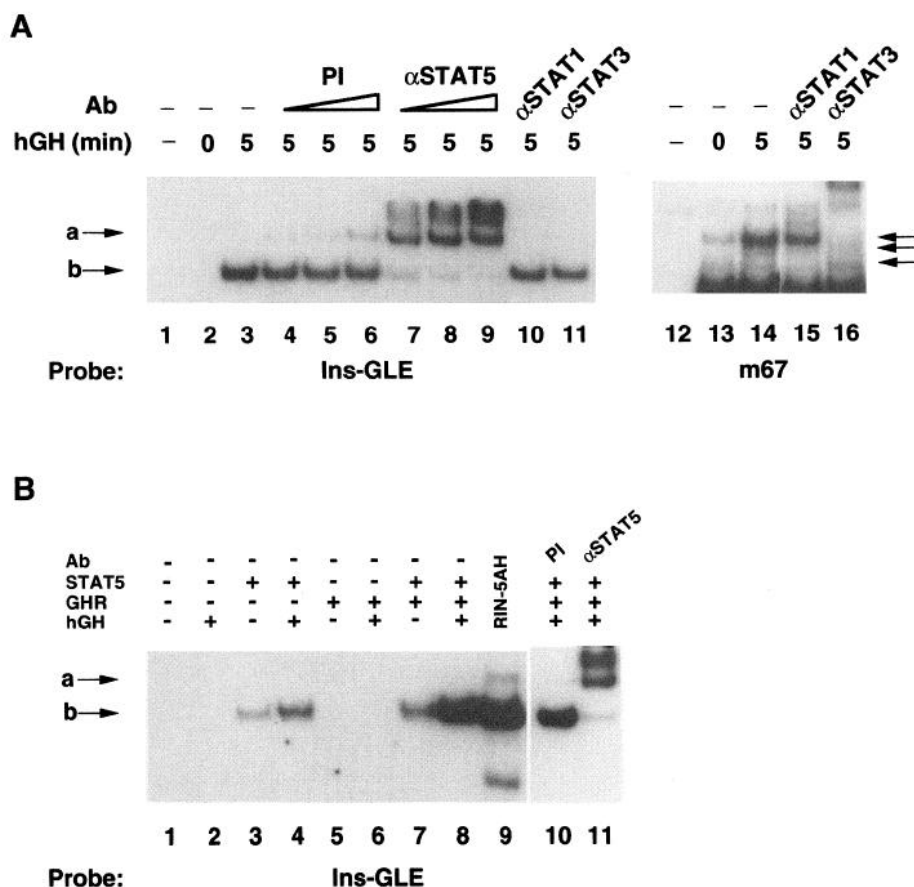 A
PI αSTAT5 αSTAT1 αSTAT3 αSTAT1 αSTAT3
Ab – – – – – –
hGH (min) – 0 5 5 5 5 5 5 5 5 5 – 0 5 5 5
a
b
1 2 3 4 5 6 7 8 9 10 11 12 13 14 15 16
Probe: Ins-GLE m67
B
PI αSTAT5
Ab - - - - - - - -
STAT5 - - + + - - + + + +
GHR - - - - + + + + + +
hGH - + - + - + - + + +
RIN-5AH
a
b
1 2 3 4 5 6 7 8 9 10 11
Probe: Ins-GLE